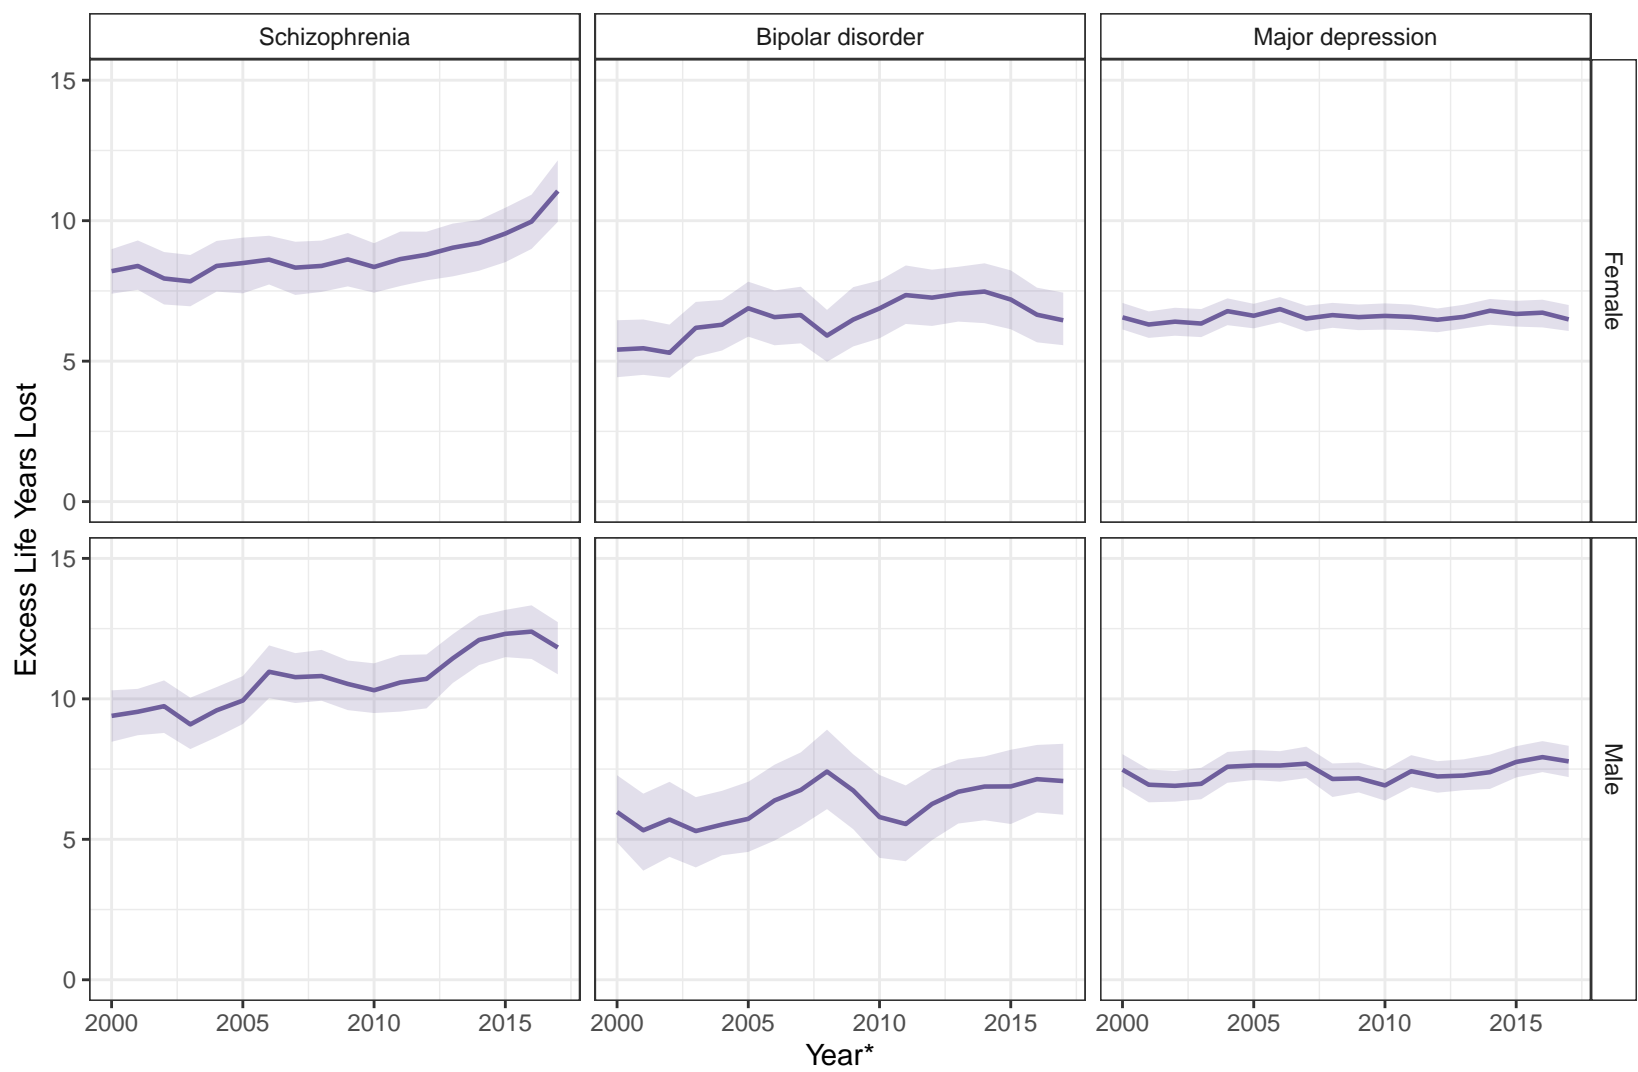 Schizophrenia Bipolar disorder Major depression
15
10
5
0
Female
Excess Life Years Lost
15
10
5
0
Male
2000 2005 2010 2015 2000 2005 2010 2015 2000 2005 2010 2015
Year*